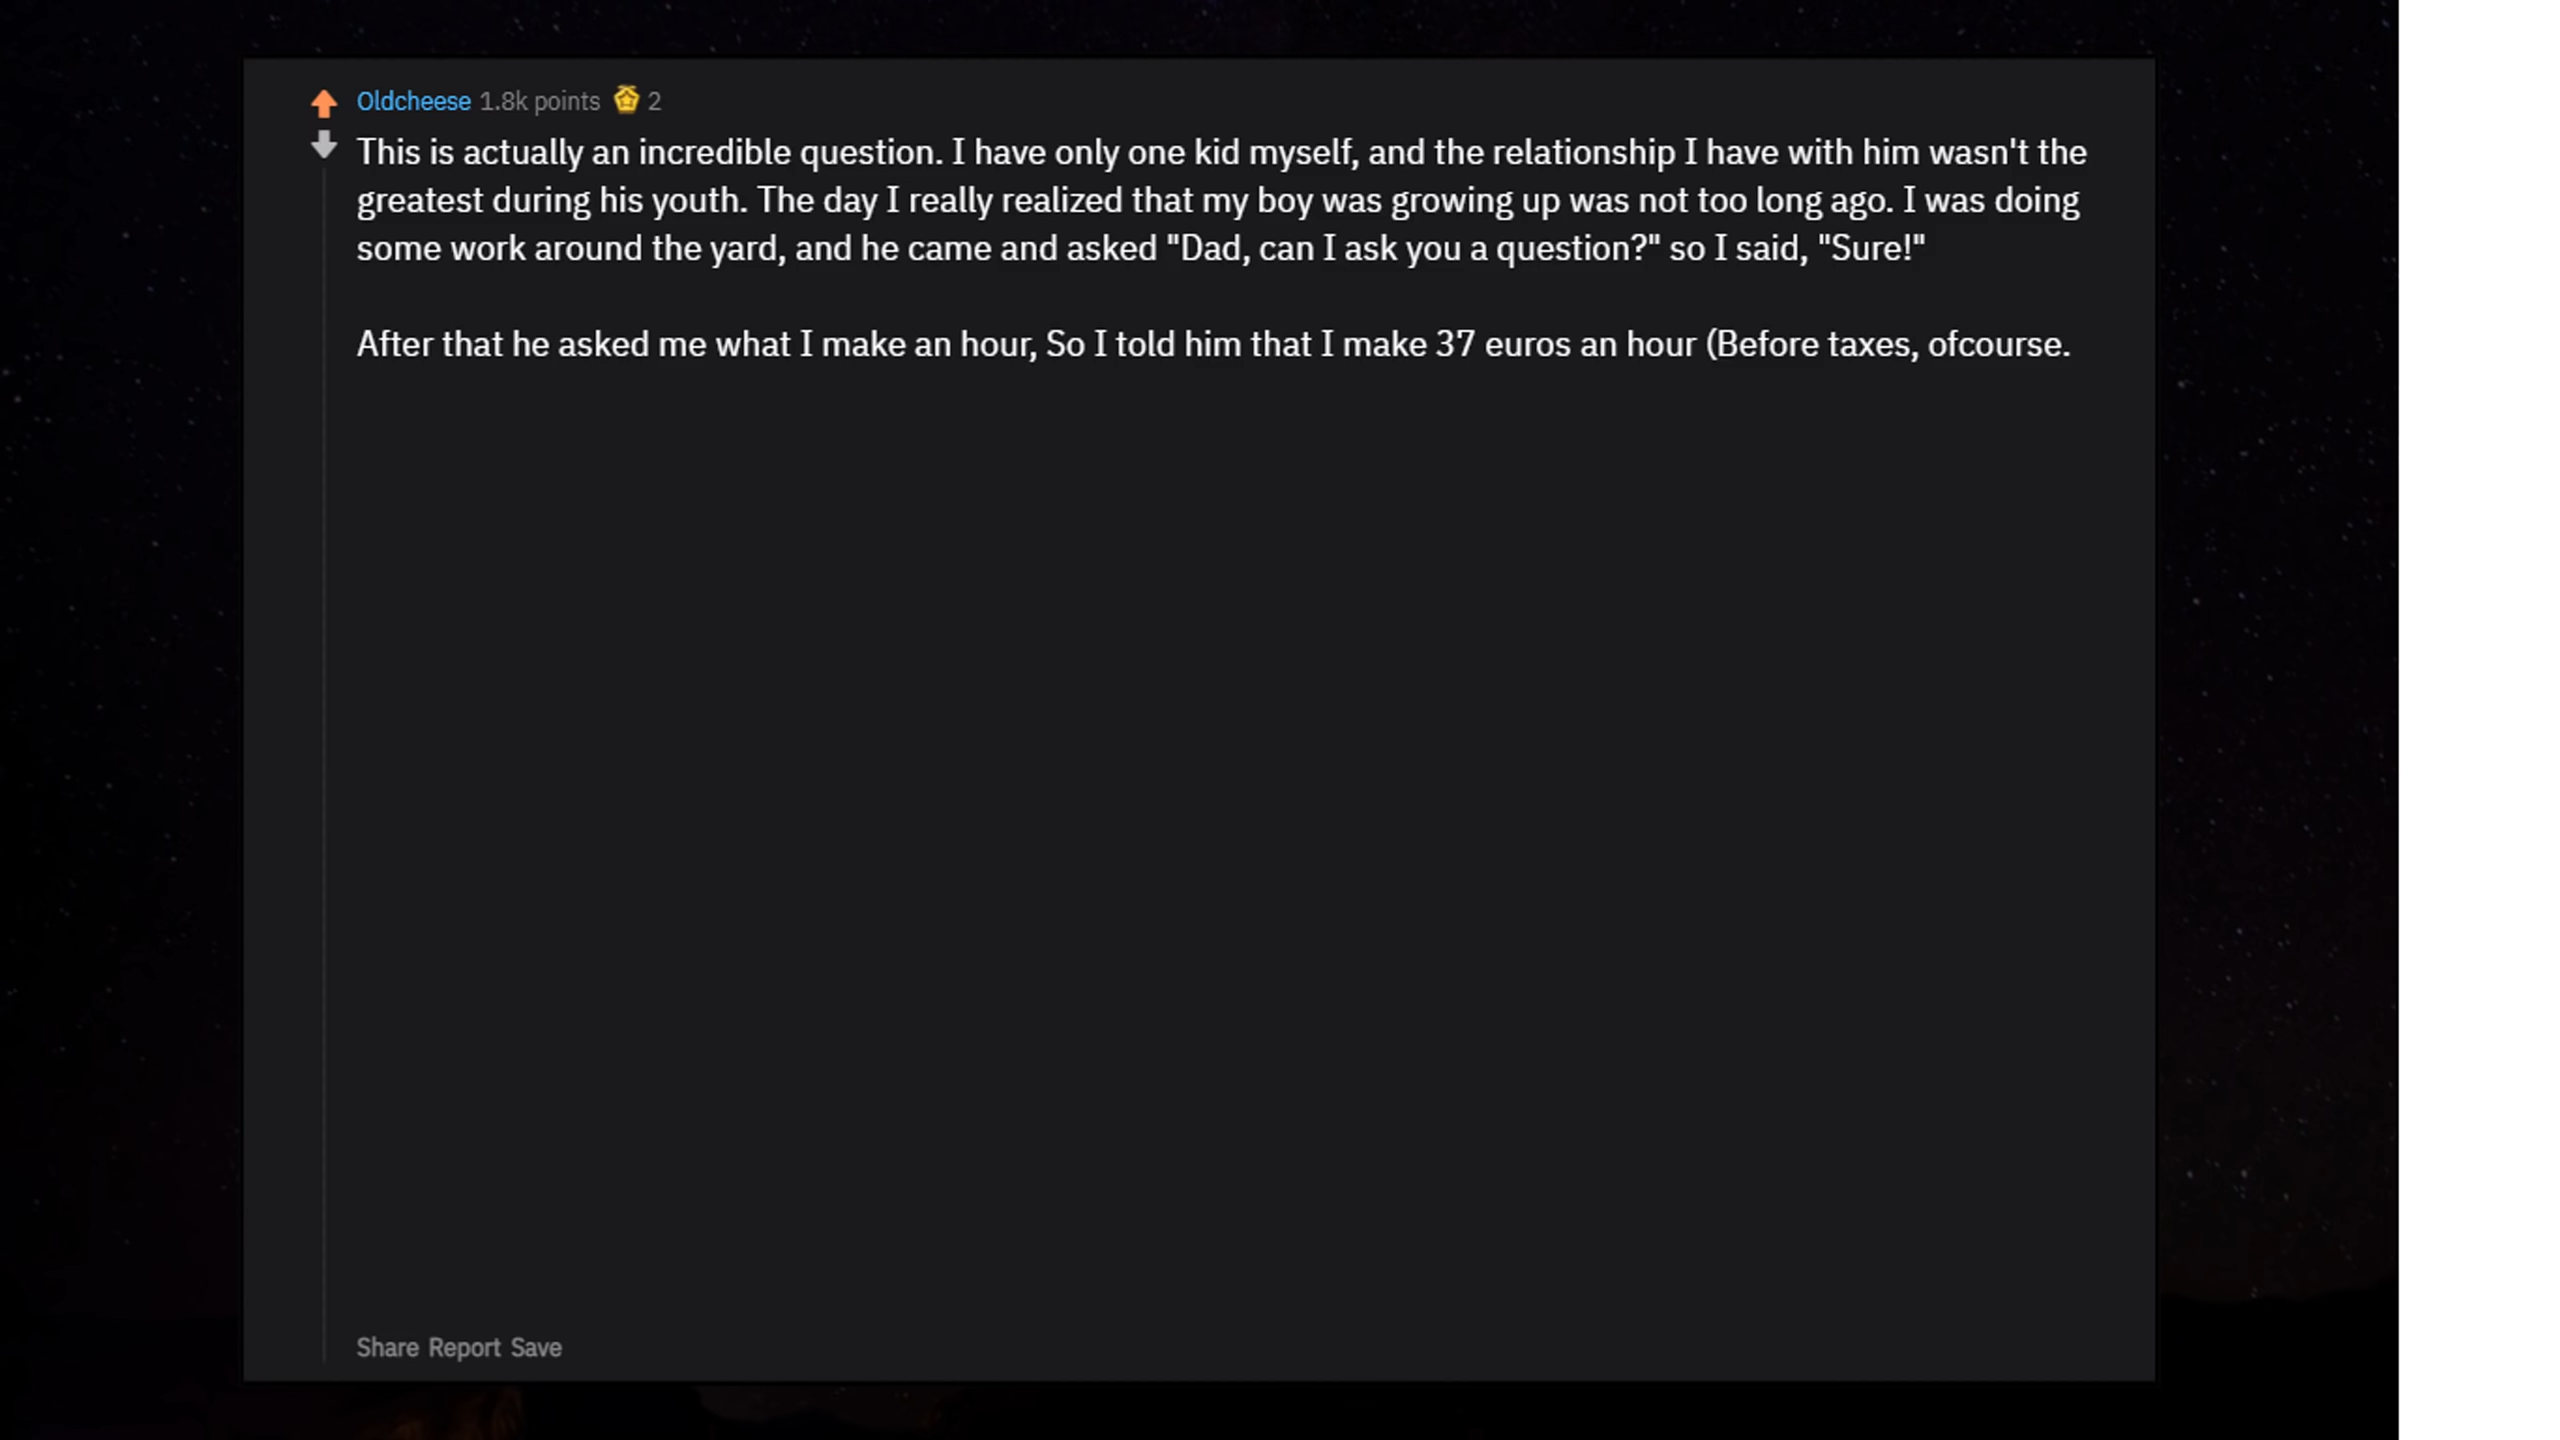 Oldcheese 1.8k points 2
This is actually an incredible question. I have only one kid myself, and the relationship I have with him wasn't the
greatest during his youth. The day I really realized that my boy was growing up was not too long ago. I was doing
some work around the yard, and he came and asked "Dad, can I ask you a question?" so I said, "Sure!"
After that he asked me what I make an hour, So I told him that I make 37 euros an hour (Before taxes, ofcourse.
Share Report Save